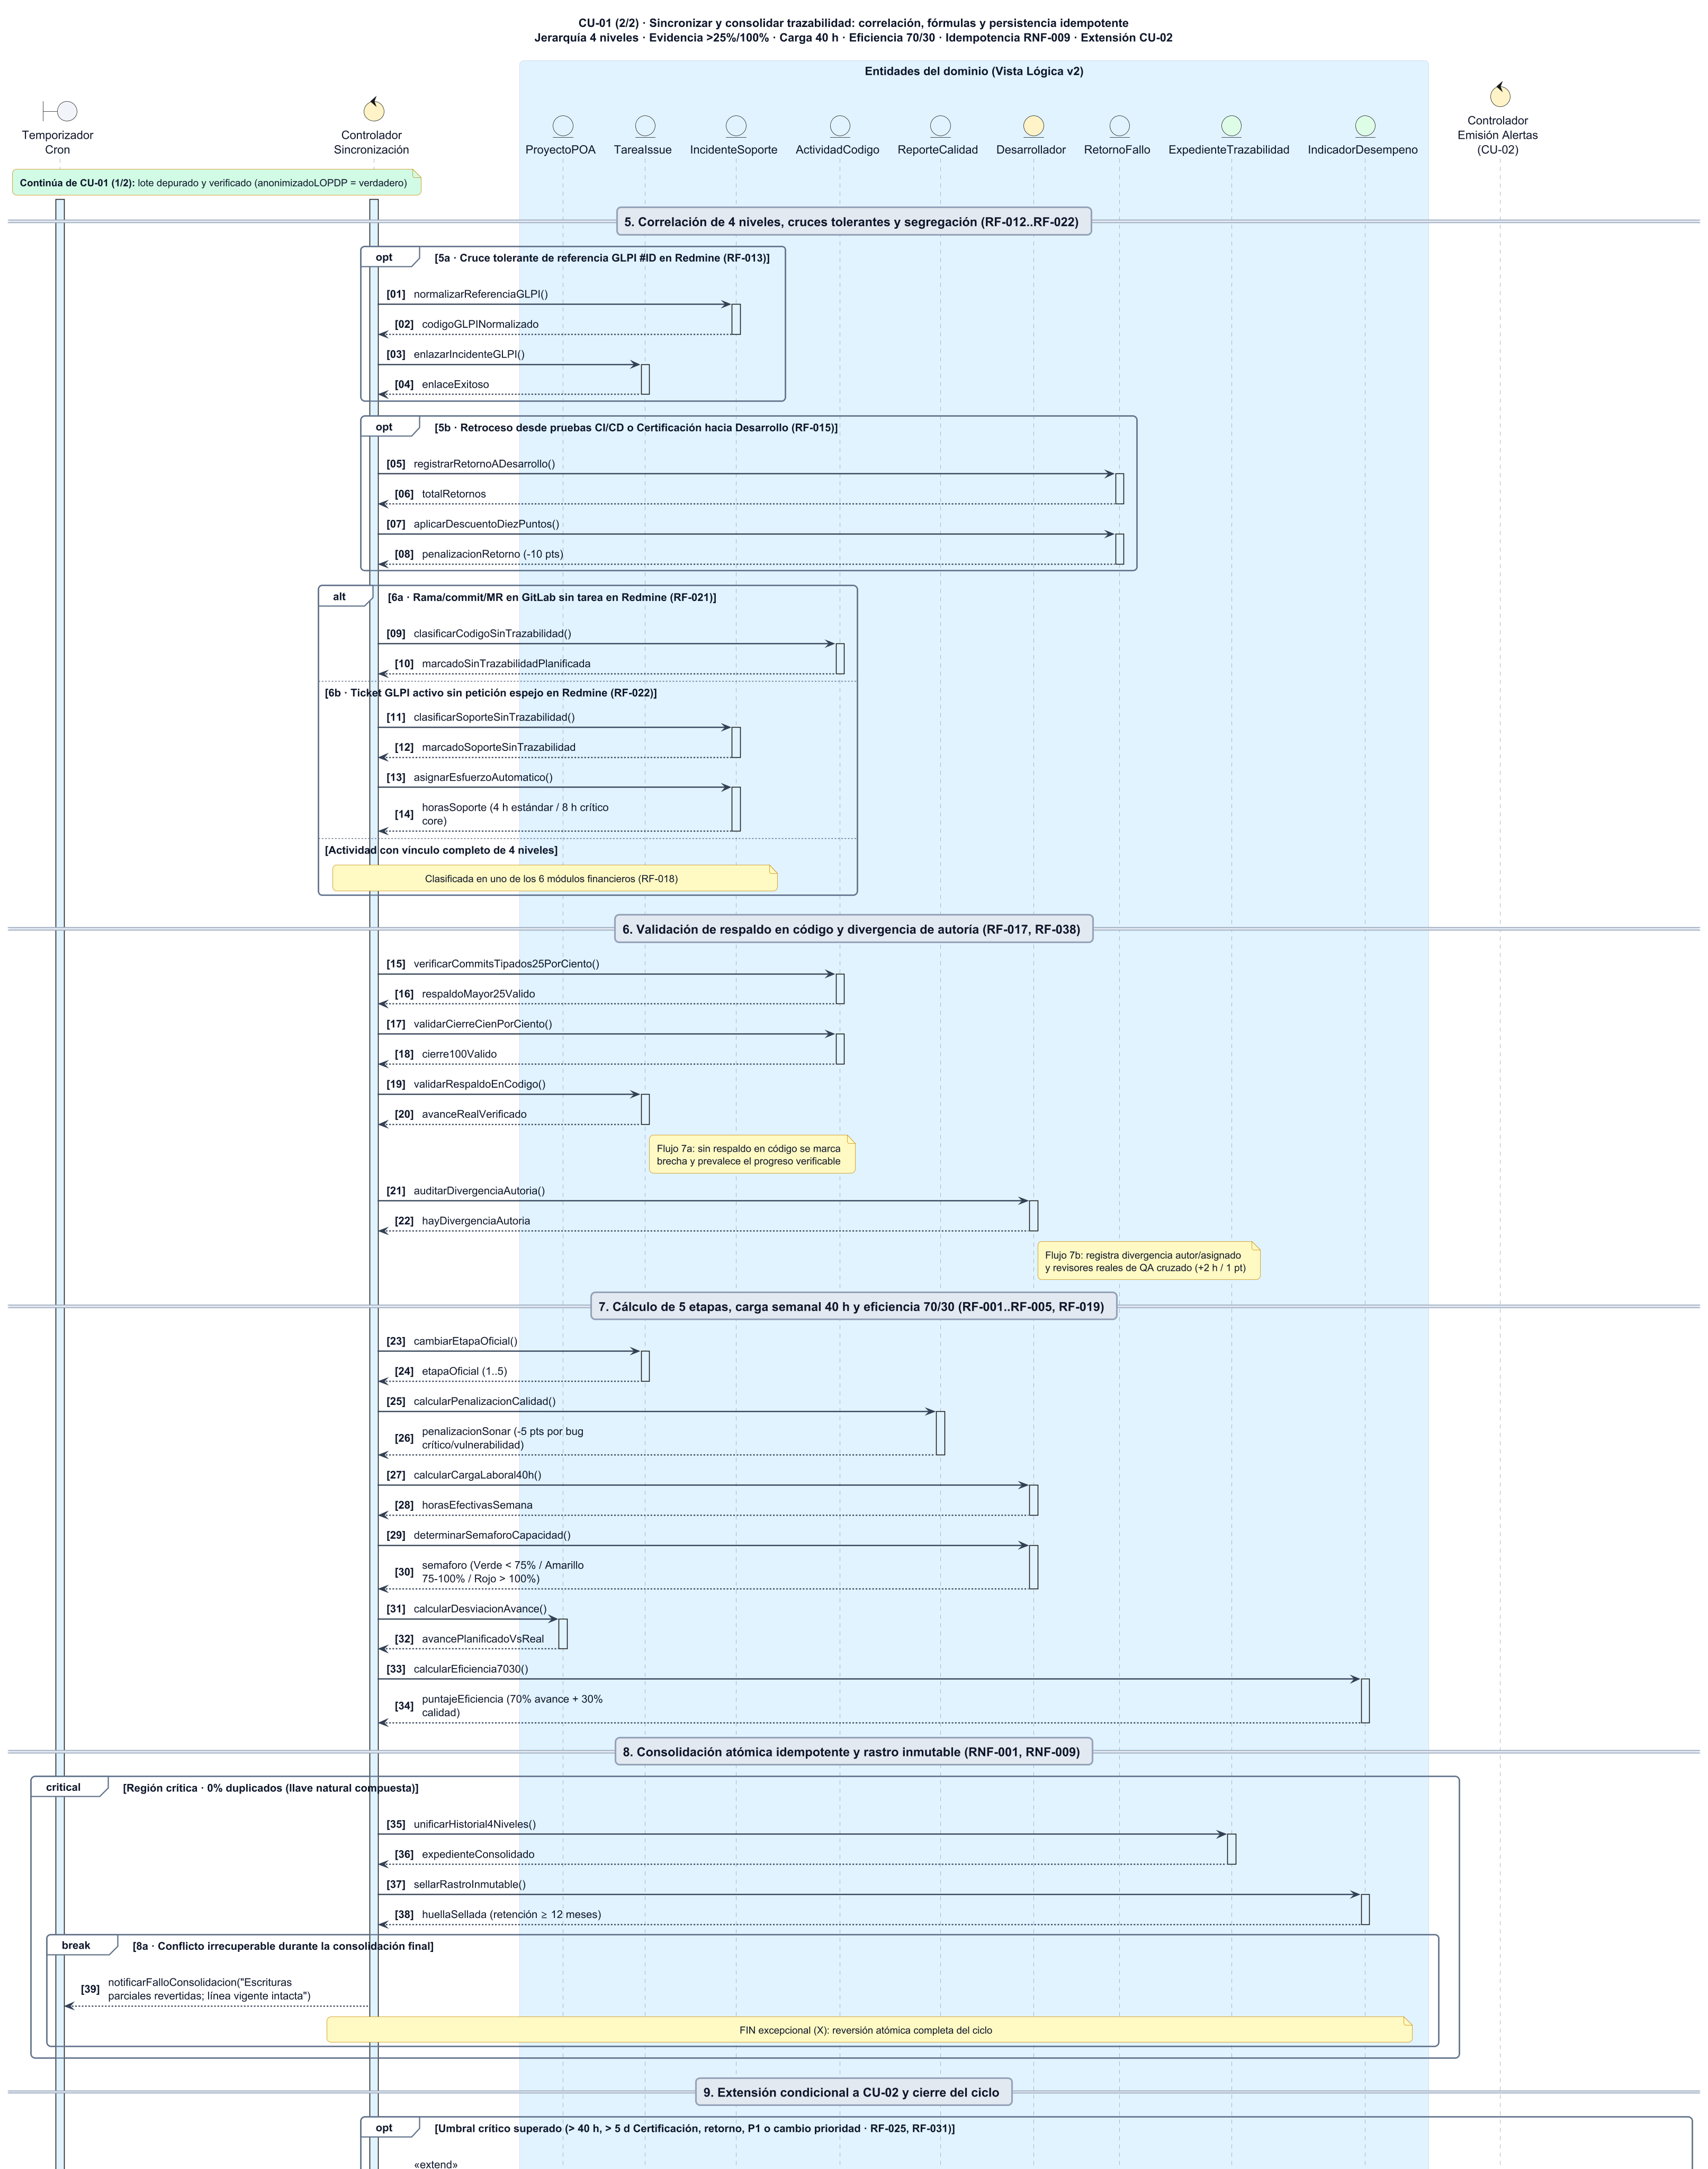 CU-01 (2/2) · Sincronizar y consolidar trazabilidad: correlación, fórmulas y persistencia idempotente
Jerarquía 4 niveles · Evidencia >25%/100% · Carga 40 h · Eficiencia 70/30 · Idempotencia RNF-009 · Extensión CU-02
Entidades del dominio (Vista Lógica v2)
Temporizador
Cron
Controlador
Sincronización
ProyectoPOA
TareaIssue
IncidenteSoporte
ActividadCodigo
ReporteCalidad
Desarrollador
RetornoFallo
ExpedienteTrazabilidad
IndicadorDesempeno
Controlador
Emisión Alertas
(CU-02)
Continúa de CU-01 (1/2): lote depurado y verificado (anonimizadoLOPDP = verdadero)
5. Correlación de 4 niveles, cruces tolerantes y segregación (RF-012..RF-022)
opt [5a · Cruce tolerante de referencia GLPI #ID en Redmine (RF-013)]
[01] normalizarReferenciaGLPI()
[02] codigoGLPINormalizado
[03] enlazarIncidenteGLPI()
[04] enlaceExitoso
opt [5b · Retroceso desde pruebas CI/CD o Certificación hacia Desarrollo (RF-015)]
[05] registrarRetornoADesarrollo()
[06] totalRetornos
[07] aplicarDescuentoDiezPuntos()
[08] penalizacionRetorno (-10 pts)
alt [6a · Rama/commit/MR en GitLab sin tarea en Redmine (RF-021)]
[09] clasificarCodigoSinTrazabilidad()
[10] marcadoSinTrazabilidadPlanificada
[6b · Ticket GLPI activo sin petición espejo en Redmine (RF-022)]
[11] clasificarSoporteSinTrazabilidad()
[12] marcadoSoporteSinTrazabilidad
[13] asignarEsfuerzoAutomatico()
[14] horasSoporte (4 h estándar / 8 h crítico
core)
[Actividad con vínculo completo de 4 niveles]
Clasificada en uno de los 6 módulos financieros (RF-018)
6. Validación de respaldo en código y divergencia de autoría (RF-017, RF-038)
[15] verificarCommitsTipados25PorCiento()
[16] respaldoMayor25Valido
[17] validarCierreCienPorCiento()
[18] cierre100Valido
[19] validarRespaldoEnCodigo()
[20] avanceRealVerificado
Flujo 7a: sin respaldo en código se marca
brecha y prevalece el progreso verificable
[21] auditarDivergenciaAutoria()
[22] hayDivergenciaAutoria
Flujo 7b: registra divergencia autor/asignado
y revisores reales de QA cruzado (+2 h / 1 pt)
7. Cálculo de 5 etapas, carga semanal 40 h y eficiencia 70/30 (RF-001..RF-005, RF-019)
[23] cambiarEtapaOficial()
[24] etapaOficial (1..5)
[25] calcularPenalizacionCalidad()
[26] penalizacionSonar (-5 pts por bug
crítico/vulnerabilidad)
[27] calcularCargaLaboral40h()
[28] horasEfectivasSemana
[29] determinarSemaforoCapacidad()
[30] semaforo (Verde < 75% / Amarillo
75-100% / Rojo > 100%)
[31] calcularDesviacionAvance()
[32] avancePlanificadoVsReal
[33] calcularEficiencia7030()
[34] puntajeEficiencia (70% avance + 30%
calidad)
8. Consolidación atómica idempotente y rastro inmutable (RNF-001, RNF-009)
critical [Región crítica · 0% duplicados (llave natural compuesta)]
[35] unificarHistorial4Niveles()
[36] expedienteConsolidado
[37] sellarRastroInmutable()
[38] huellaSellada (retención ≥ 12 meses)
break [8a · Conflicto irrecuperable durante la consolidación final]
[39] notificarFalloConsolidacion("Escrituras
parciales revertidas; línea vigente intacta")
FIN excepcional (X): reversión atómica completa del ciclo
9. Extensión condicional a CU-02 y cierre del ciclo
opt [Umbral crítico superado (> 40 h, > 5 d Certificación, retorno, P1 o cambio prioridad · RF-025, RF-031)]
«extend»